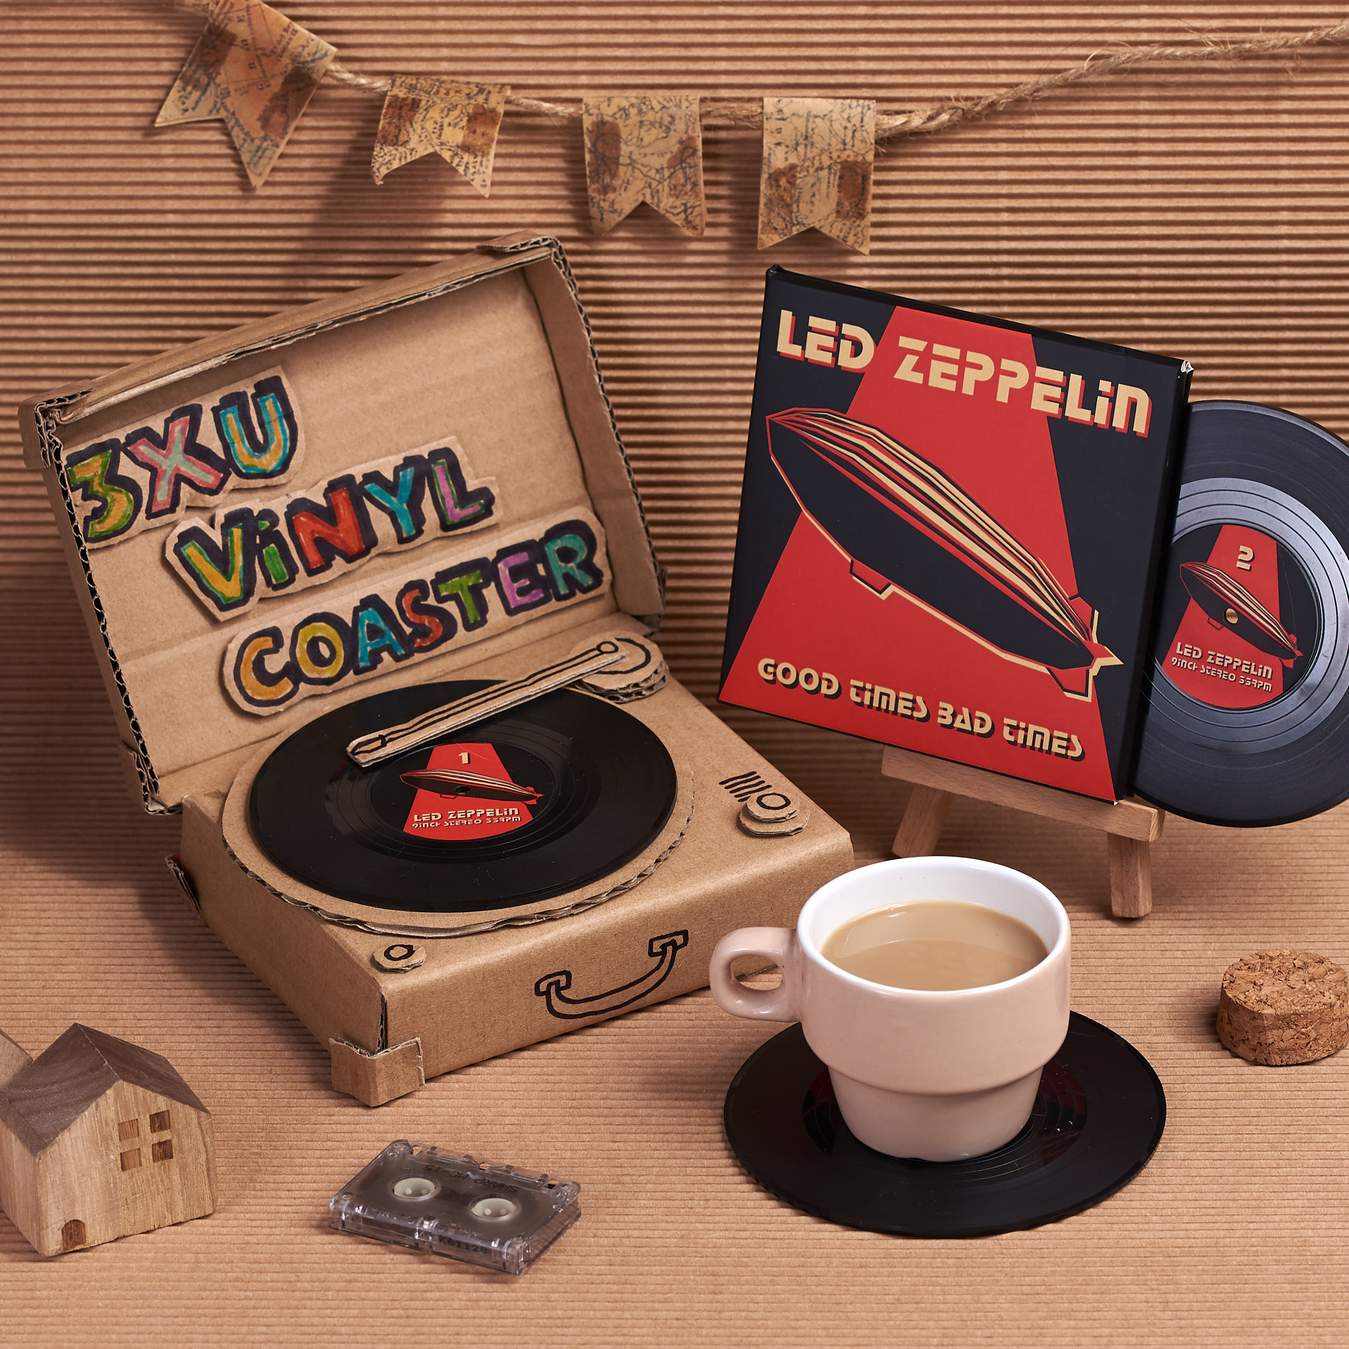 3XU
ViNYL
COASTER
LED ZEPPELiN
GOOD TiMES BAD TiMES
1
LED ZEPPELiN
9iNCH STEREO 33RPM
2
LED ZEPPELiN
9iNCH STEREO 33RPM